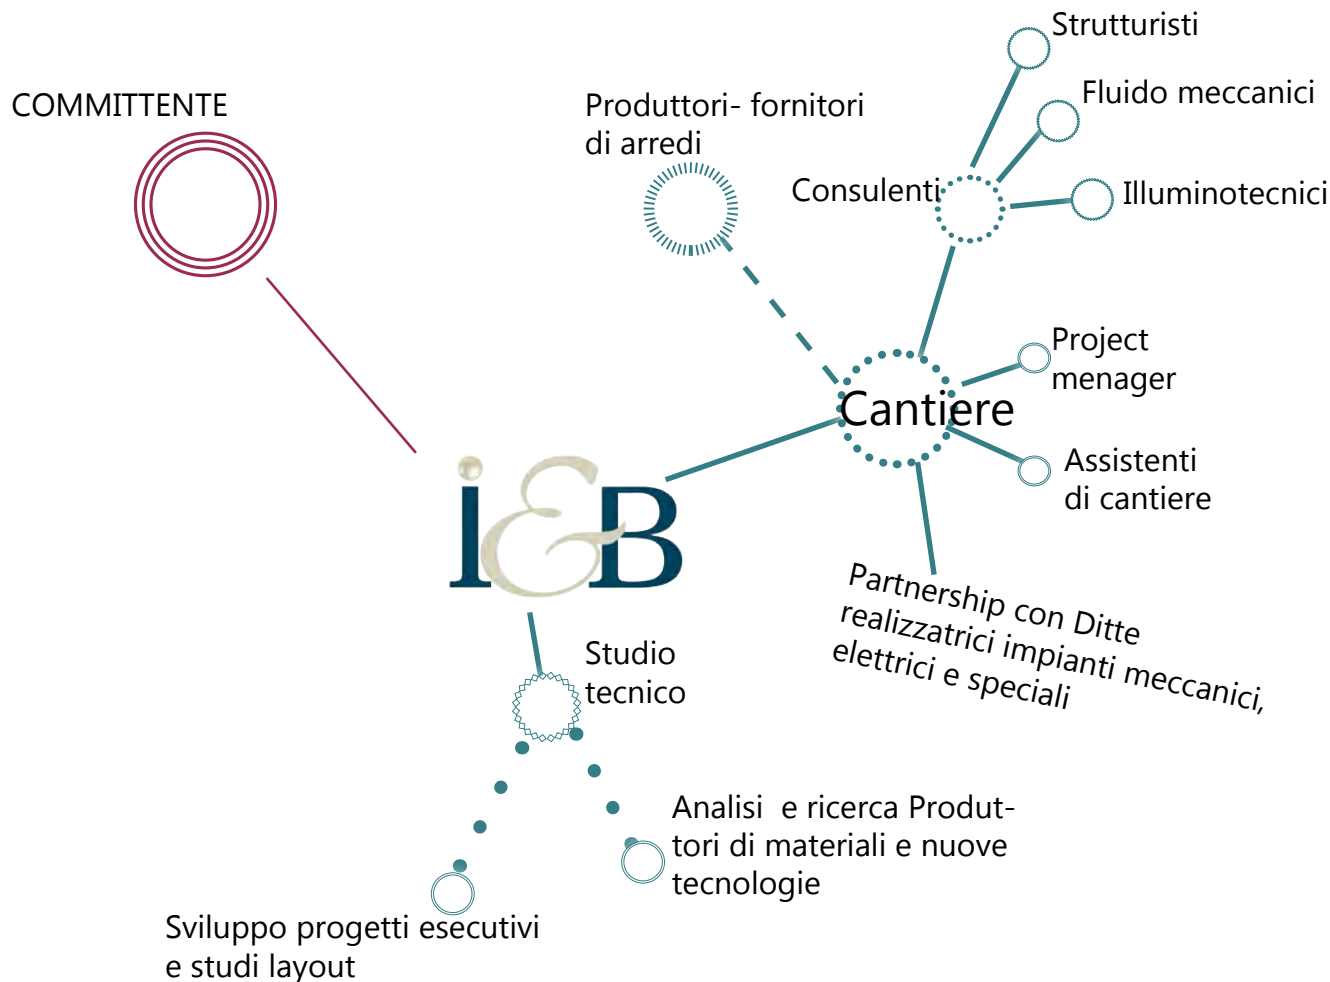 Strutturisti
COMMITTENTE
Produttori- fornitori
di arredi
Fluido meccanici
Consulenti
Illuminotecnici
Project
menager
Cantiere
Assistenti
di cantiere
i&B
Partnership con Ditte
realizzatrici impianti meccanici,
elettrici e speciali
Studio
tecnico
Analisi  e ricerca Produt-
tori di materiali e nuove
tecnologie
Sviluppo progetti esecutivi
e studi layout